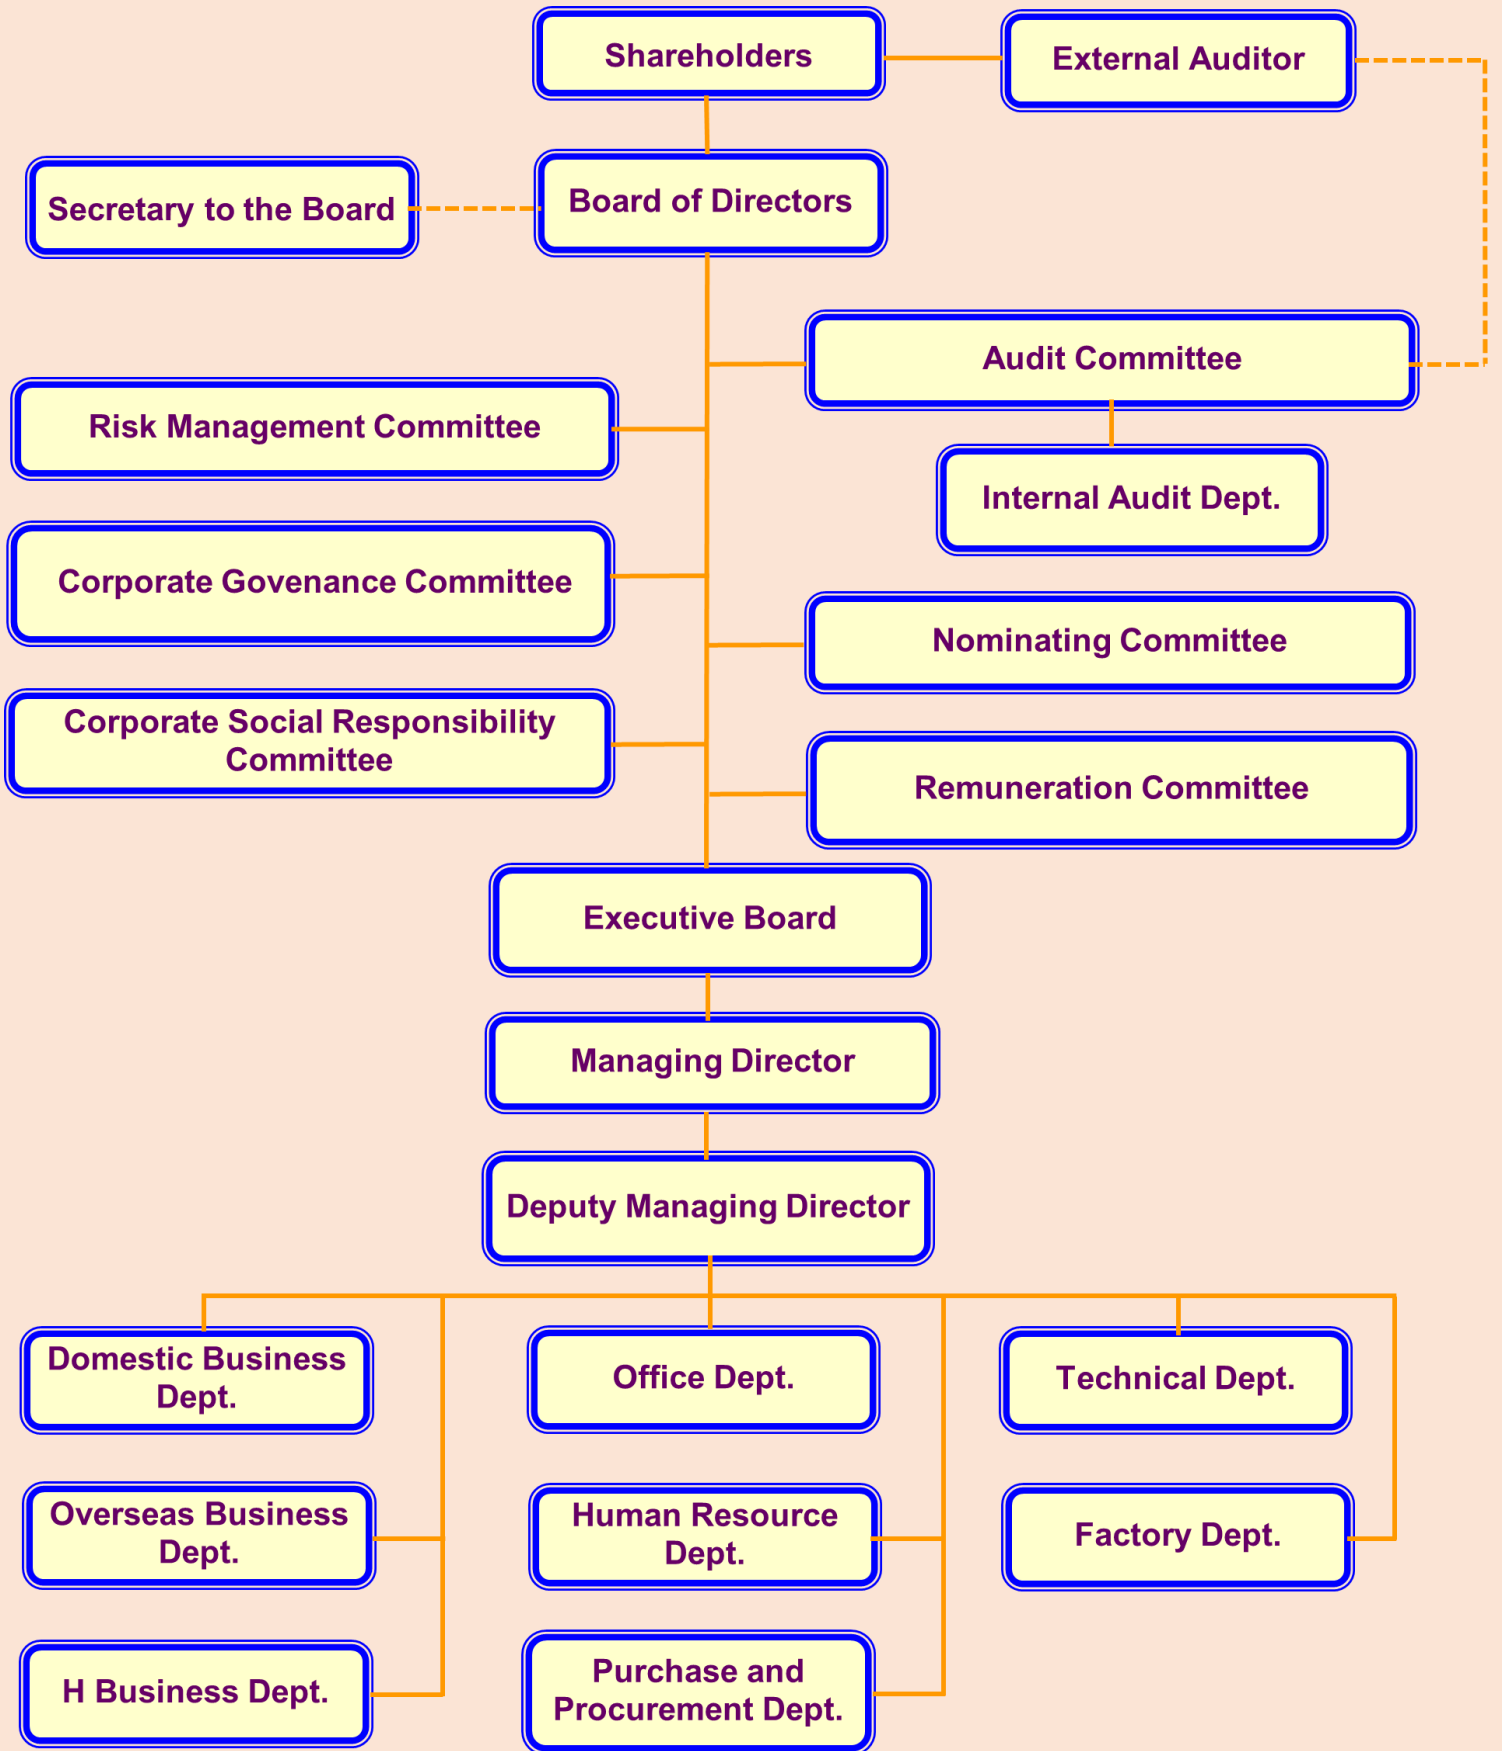 Shareholders
External Auditor
Secretary to the Board
Board of Directors
Audit Committee
Risk Management Committee
Internal Audit Dept.
Corporate Govenance Committee
Nominating Committee
Corporate Social Responsibility
Committee
Remuneration Committee
Executive Board
Managing Director
Deputy Managing Director
Domestic Business
Dept.
Office Dept.
Technical Dept.
Overseas Business
Dept.
Human Resource
Dept.
Factory Dept.
H Business Dept.
Purchase and
Procurement Dept.